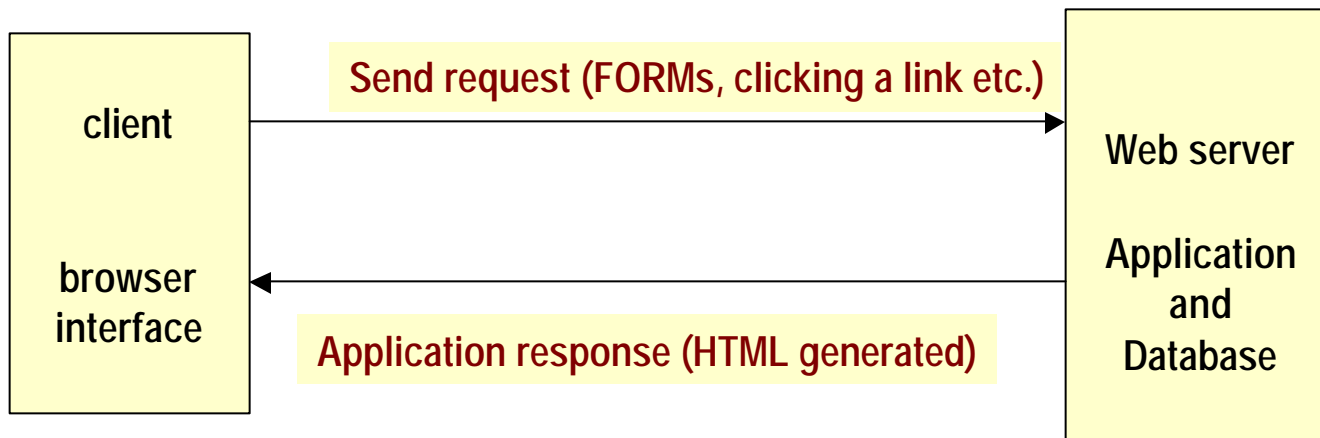 Send request (FORMs, clicking a link etc.)
client
Web server
browser
interface
Application
and
Database
Application response (HTML generated)